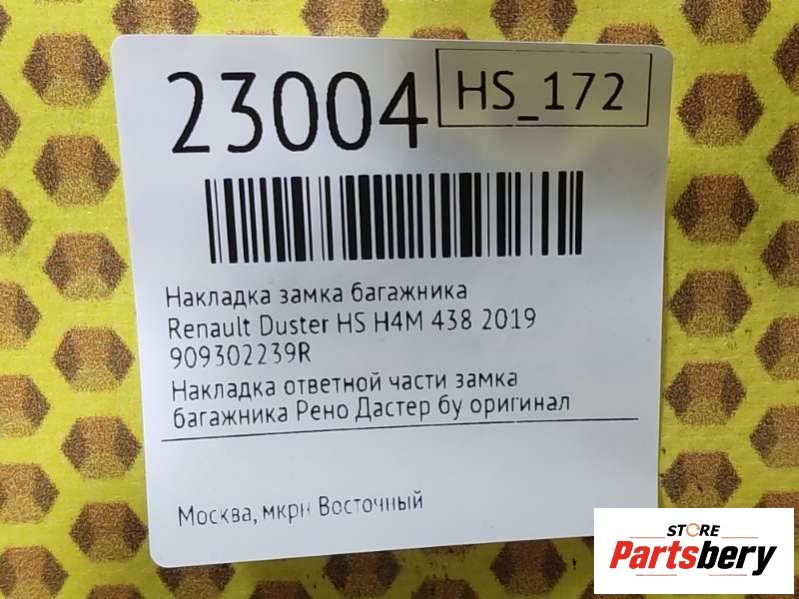 23004
HS_172
Накладка замка багажника
Renault Duster HS H4M 438 2019
909302239R
Накладка ответной части замка
багажника Рено Дастер бу оригинал
Москва, мкрн Восточный
STORE
Partsbery